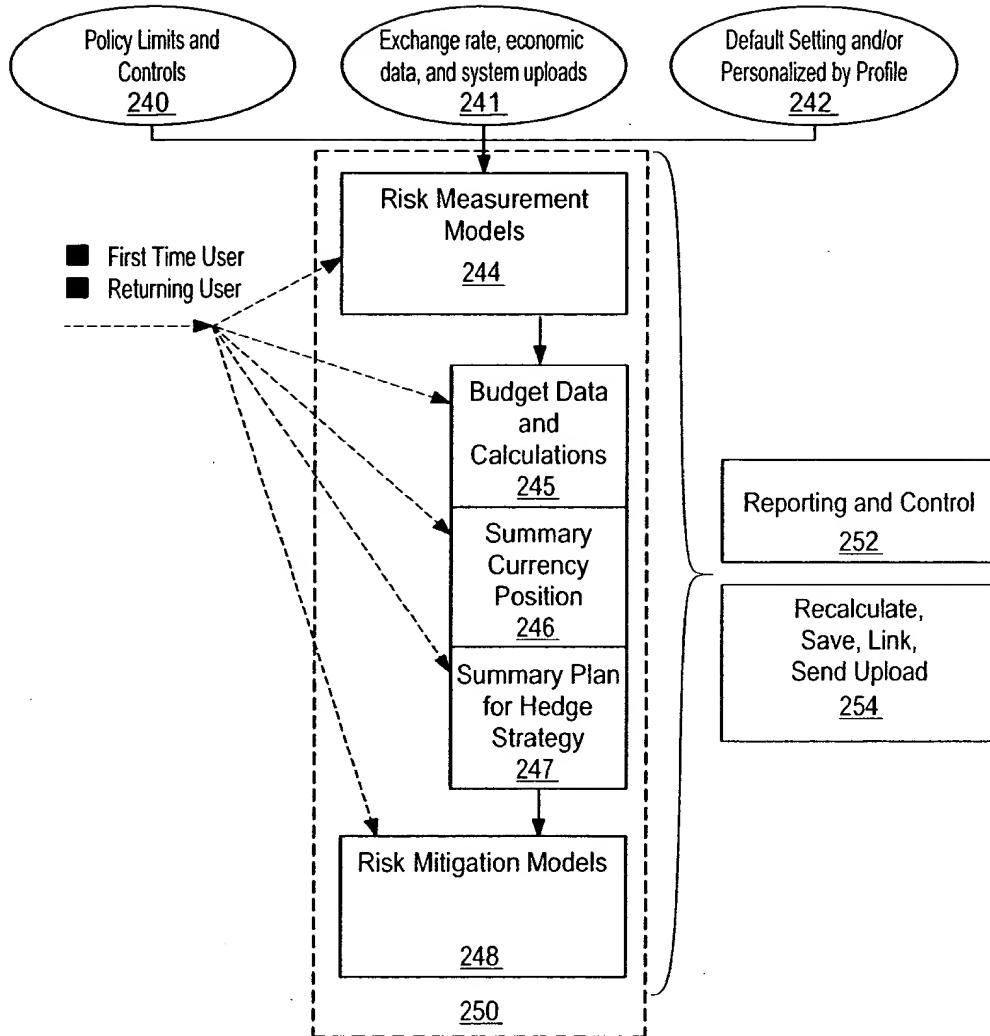 Policy Limits and
Controls
240
Exchange rate, economic
data, and system uploads
241
Default Setting and/or
Personalized by Profile
242
Risk Measurement
Models
244
First Time User
Returning User
Budget Data
and
Calculations
245
Summary
Currency
Position
246
Summary Plan
for Hedge
Strategy
247
Reporting and Control
252
Recalculate,
Save, Link,
Send Upload
254
Risk Mitigation Models
248
250